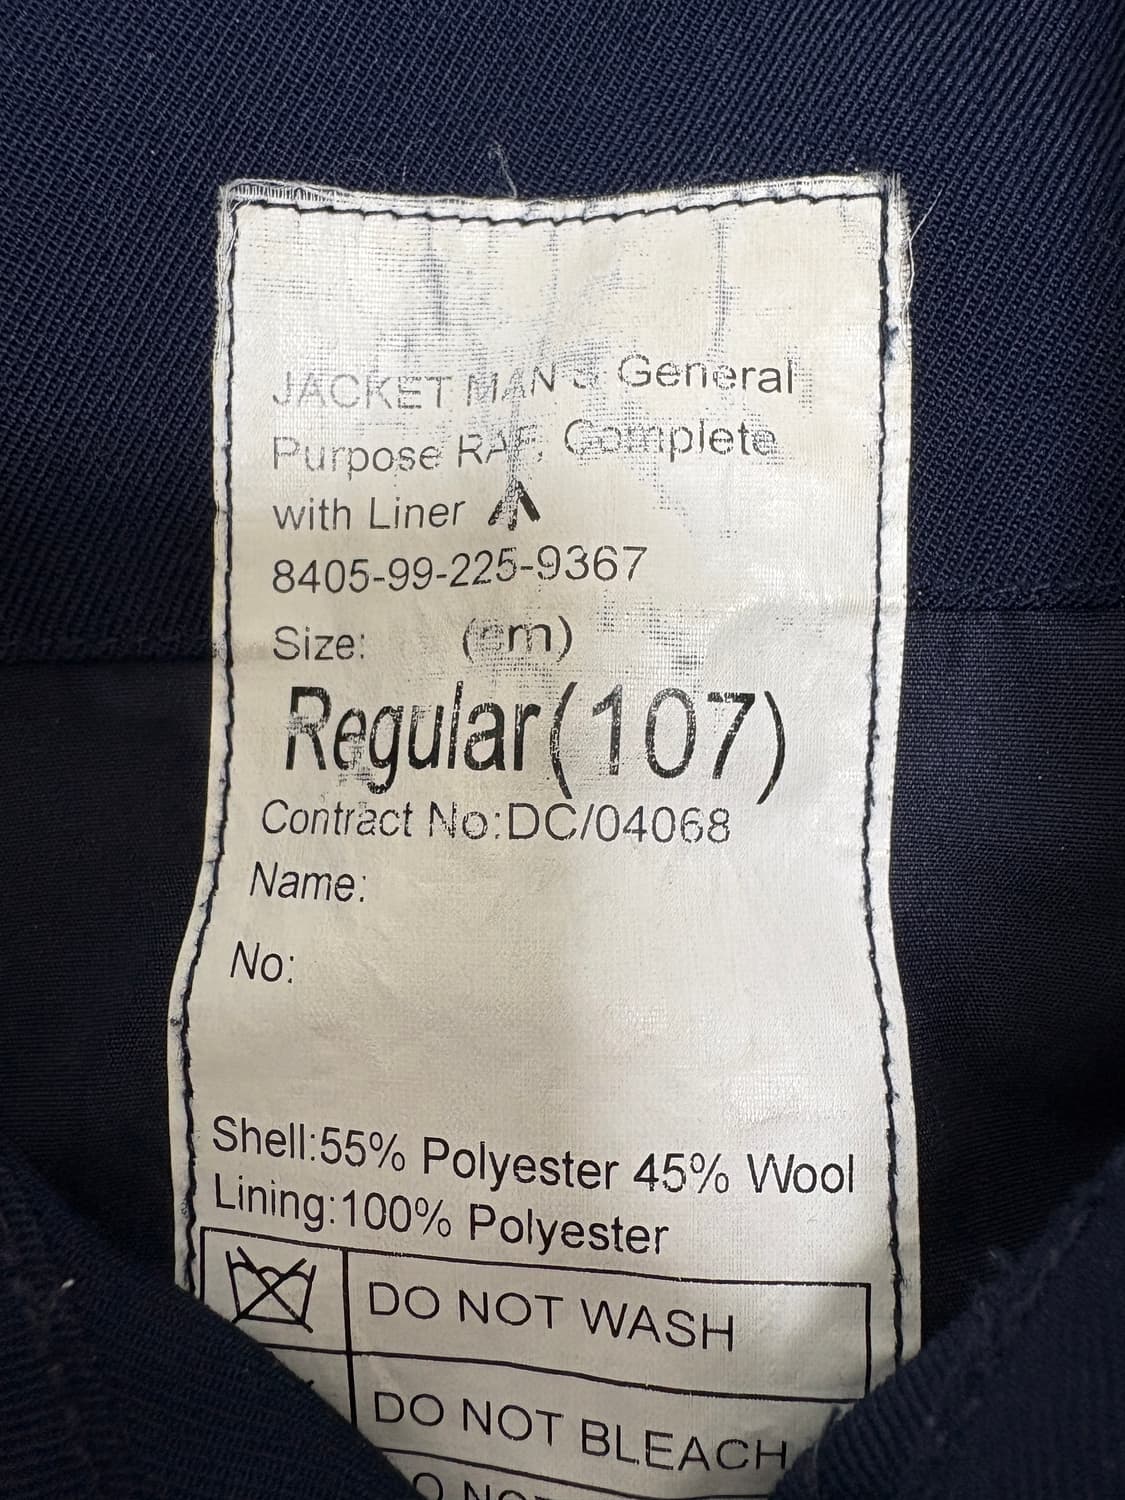 JACKET MAN'S General
Purpose RAF, Complete
with Liner
8405-99-225-9367
Size: (cm)
Regular(107)
Contract No:DC/04068
Name:
No:
Shell:55% Polyester 45% Wool
Lining:100% Polyester
DO NOT WASH
DO NOT BLEACH